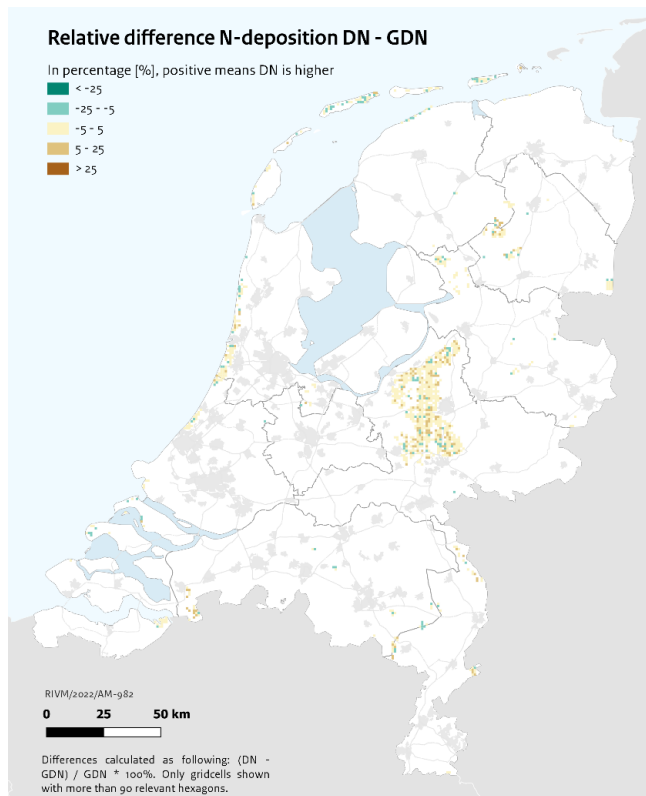 Relative difference N-deposition DN - GDN
In percentage [%], positive means DN is higher
< -25
-25 - -5
-5 - 5
5 - 25
> 25
RIVM/2022/AM-982
0 25 50 km
Differences calculated as following: (DN -
GDN) / GDN * 100%. Only gridcells shown
with more than 90 relevant hexagons.